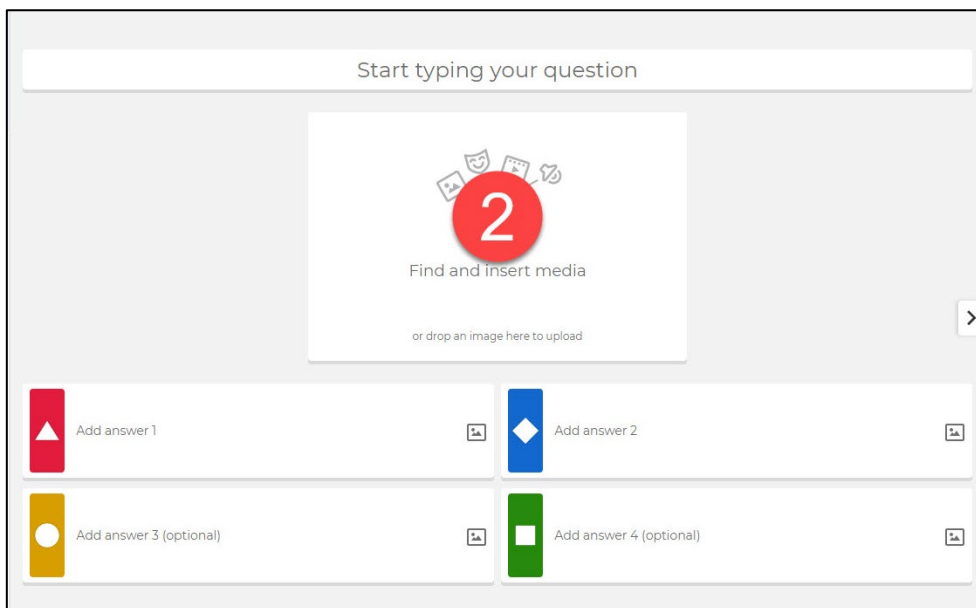 Start typing your question
2
Find and insert media
or drop an image here to upload
Add answer 1
Add answer 2
Add answer 3 (optional)
Add answer 4 (optional)